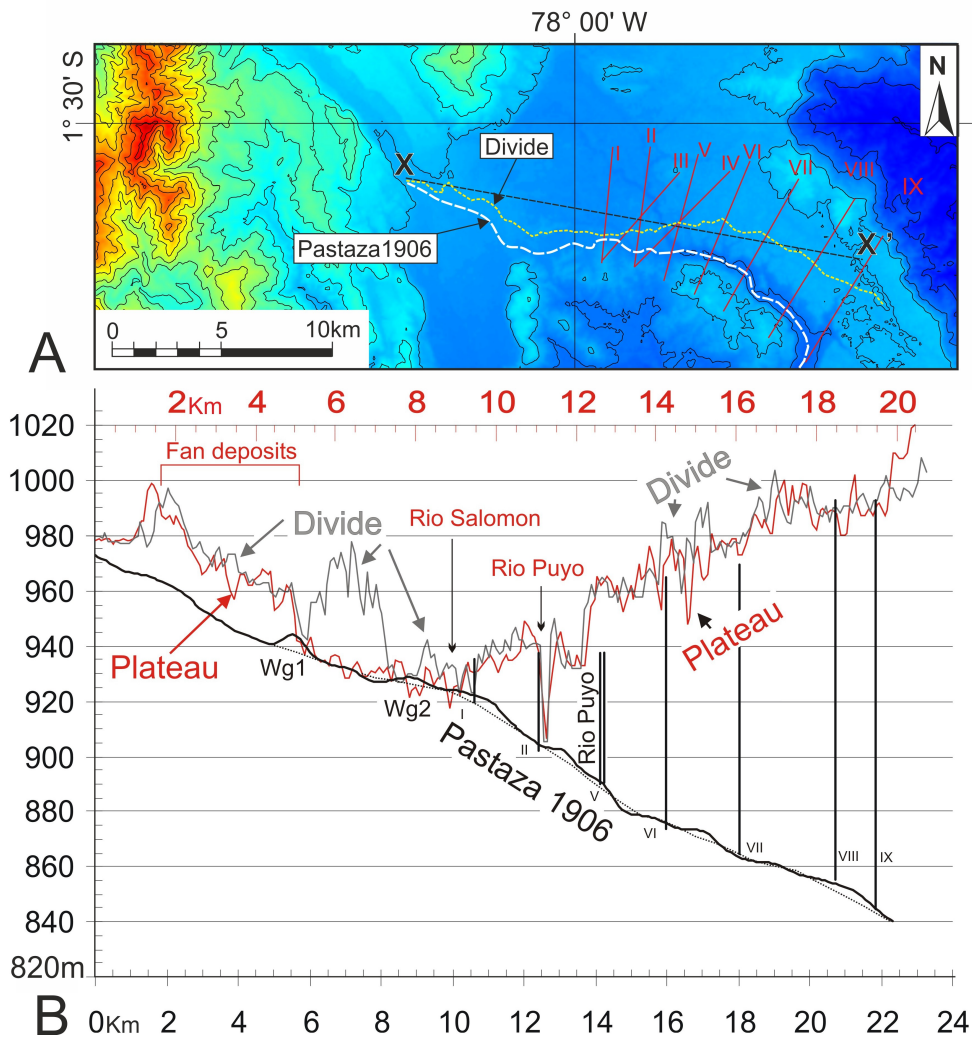 78° 00' W
1° 30' S
N
X
Divide
Pastaza1906
I
II
III
V
IV
VI
VII
VIII
IX
X'
0 5 10km
A
2Km 4 6 8 10 12 14 16 18 20
1020
1000
980
960
940
920
900
880
860
840
820m
Fan deposits
Divide
Rio Salomon
Divide
Rio Puyo
Plateau
Plateau
Wg1
Wg2
I
II
Rio Puyo
V
VI
VII
VIII
IX
Pastaza 1906
B
0Km 2 4 6 8 10 12 14 16 18 20 22 24